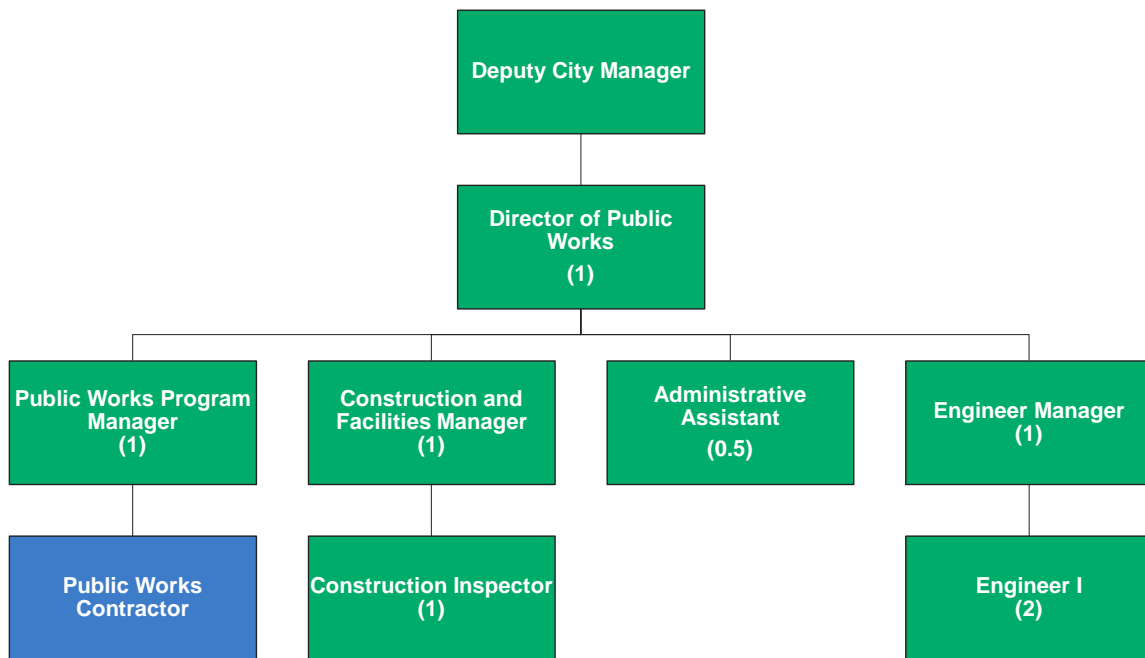 Deputy City Manager
Director of Public
Works
(1)
Public Works Program
Manager
(1)
Construction and
Facilities Manager
(1)
Administrative
Assistant
(0.5)
Engineer Manager
(1)
Public Works
Contractor
Construction Inspector
(1)
Engineer I
(2)